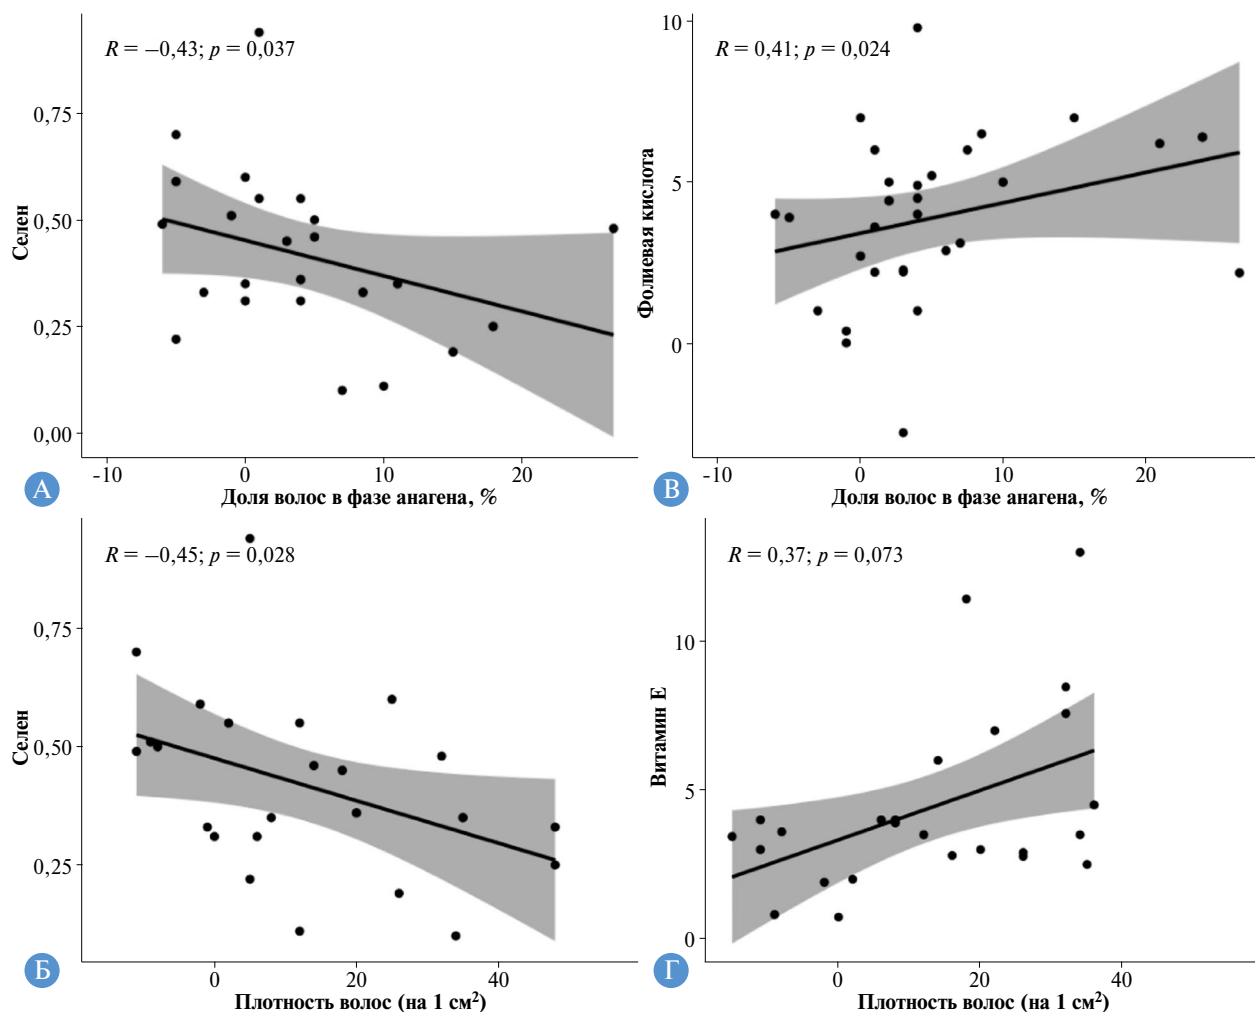 R = –0,43; p = 0,037
0,75
0,50
0,25
0,00
Селен
-10 0 10 20
Доля волос в фазе анагена, %
А
R = 0,41; p = 0,024
10
5
0
Фолиевая кислота
-10 0 10 20
Доля волос в фазе анагена, %
В
R = –0,45; p = 0,028
0,75
0,50
0,25
Селен
0 20 40
Плотность волос (на 1 см²)
Б
R = 0,37; p = 0,073
10
5
0
Витамин Е
0 20 40
Плотность волос (на 1 см²)
Г